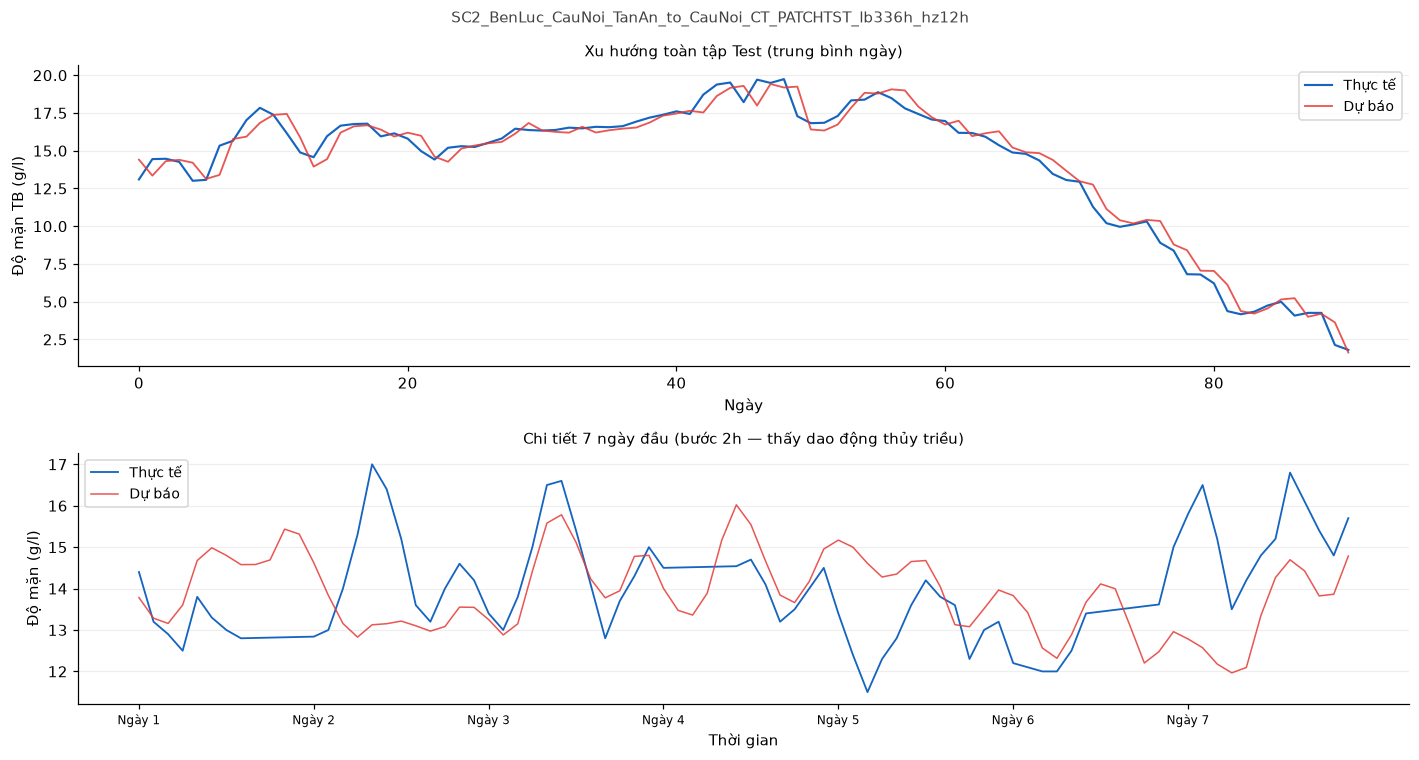 SC2_BenLuc_CauNoi_TanAn_to_CauNoi_CT_PATCHTST_lb336h_hz12h
Xu hướng toàn tập Test (trung bình ngày)
Thực tế
Dự báo
Độ mặn TB (g/l)
20.0
17.5
15.0
12.5
10.0
7.5
5.0
2.5
0 20 40 60 80
Ngày
Chi tiết 7 ngày đầu (bước 2h — thấy dao động thủy triều)
Thực tế
Dự báo
Độ mặn (g/l)
17
16
15
14
13
12
Ngày 1 Ngày 2 Ngày 3 Ngày 4 Ngày 5 Ngày 6 Ngày 7
Thời gian